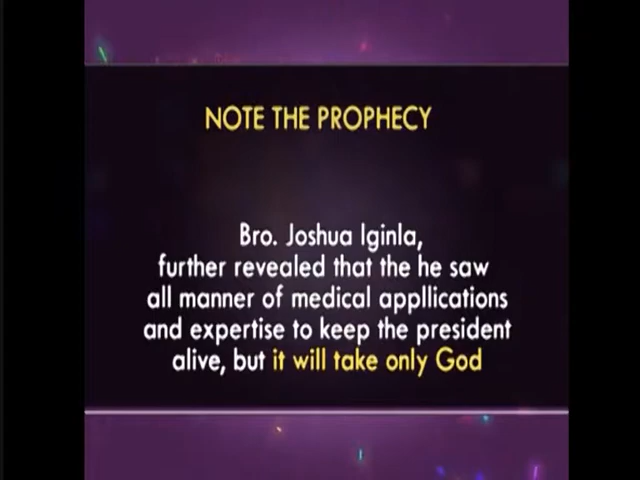 NOTE THE PROPHECY
Bro. Joshua Iginla,
further revealed that the he saw
all manner of medical appllications
and expertise to keep the president
alive, but it will take only God